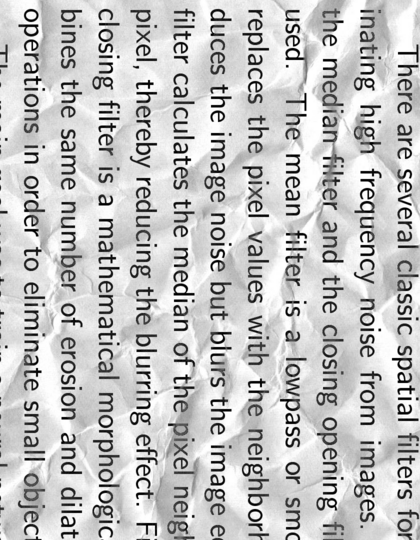 There are several classic spatial filters for
inating high frequency noise from images.
the median filter and the closing opening fil
used. The mean filter is a lowpass or smo
replaces the pixel values with the neighborh
duces the image noise but blurs the image e
filter calculates the median of the pixel neigh
pixel, thereby reducing the blurring effect. Fi
closing filter is a mathematical morphologic
bines the same number of erosion and dilat
operations in order to eliminate small object